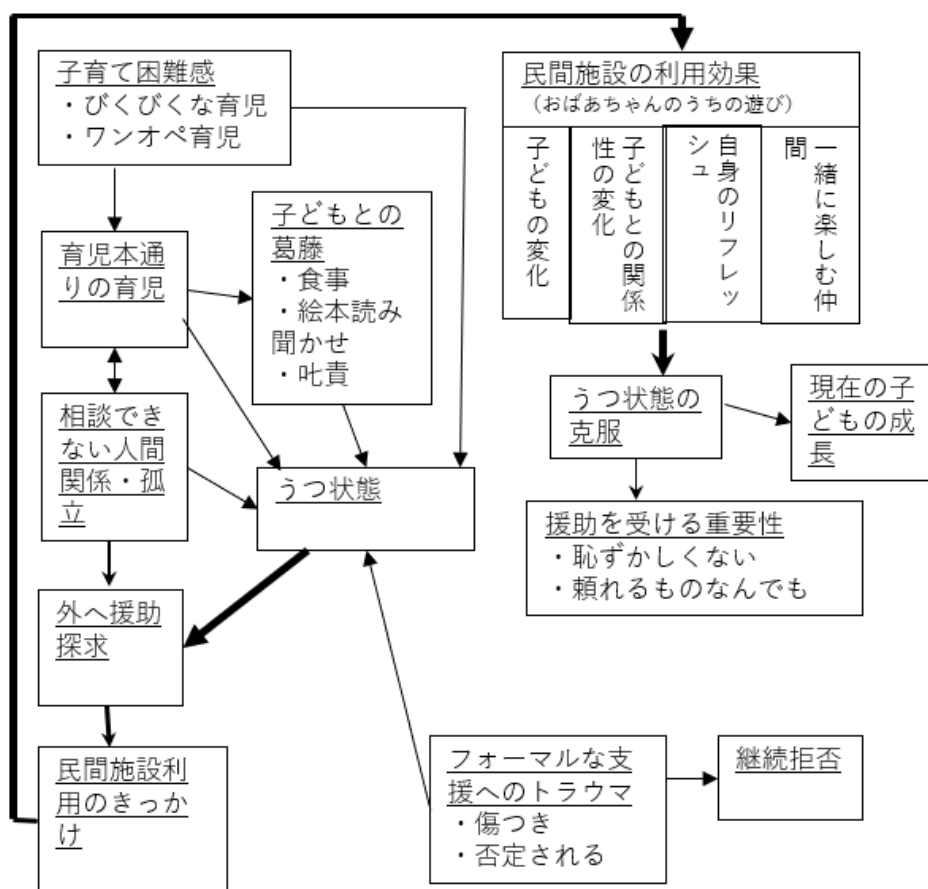 子育て困難感
・びくびくな育児
・ワンオペ育児
育児本通
りの育児
子どもとの
葛藤
・食事
・絵本読み
聞かせ
・叱責
相談でき
ない人間
関係・孤
立
うつ状態
外へ援助
探求
民間施設利
用のきっか
け
民間施設の利用効果
（おばあちゃんのうちの遊び）
子どもの変化
子どもとの関係
性の変化
自身のリフレッ
シュ
一緒に楽しむ仲
間
うつ状態の
克服
現在の子
どもの成
長
援助を受ける重要性
・恥ずかしくない
・頼れるものなんでも
フォーマルな支
援へのトラウマ
・傷つき
・否定される
継続拒否